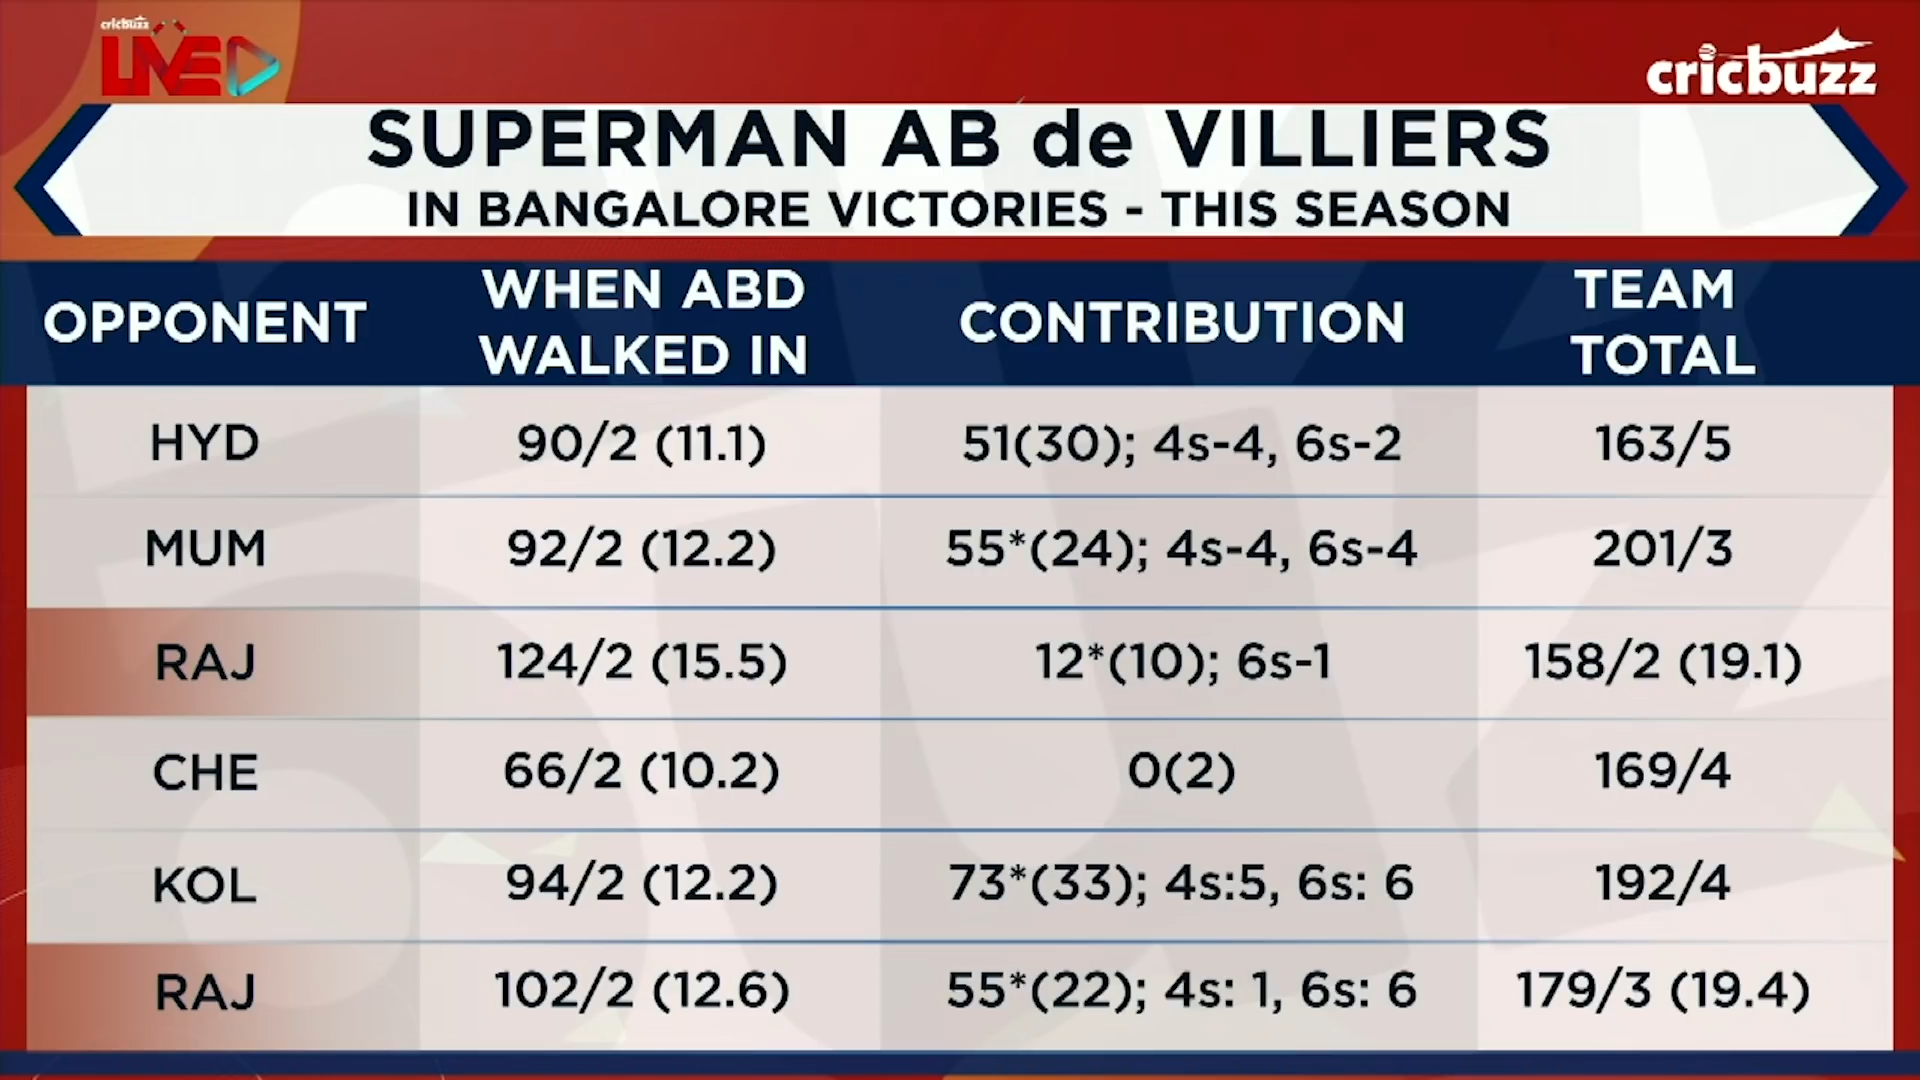 cricbuzz
LIVE
cricbuzz
SUPERMAN AB de VILLIERS
IN BANGALORE VICTORIES - THIS SEASON
OPPONENT WHEN ABD WALKED IN CONTRIBUTION TEAM TOTAL
HYD 90/2 (11.1) 51(30); 4s-4, 6s-2 163/5
MUM 92/2 (12.2) 55*(24); 4s-4, 6s-4 201/3
RAJ 124/2 (15.5) 12*(10); 6s-1 158/2 (19.1)
CHE 66/2 (10.2) 0(2) 169/4
KOL 94/2 (12.2) 73*(33); 4s:5, 6s: 6 192/4
RAJ 102/2 (12.6) 55*(22); 4s: 1, 6s: 6 179/3 (19.4)